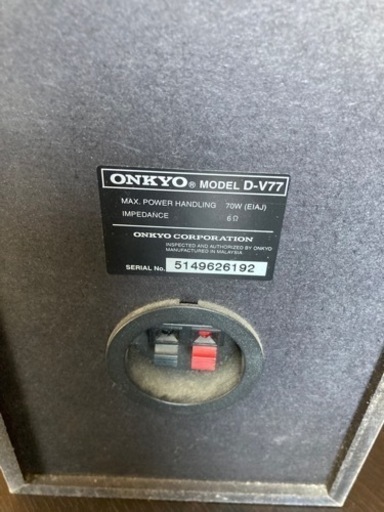 ONKYO® MODEL D-V77
MAX. POWER HANDLING 70W (EIAJ)
IMPEDANCE 6Ω
ONKYO CORPORATION
INSPECTED AND AUTHORIZED BY ONKYO
MANUFACTURED IN MALAYSIA
SERIAL No. 5149626192